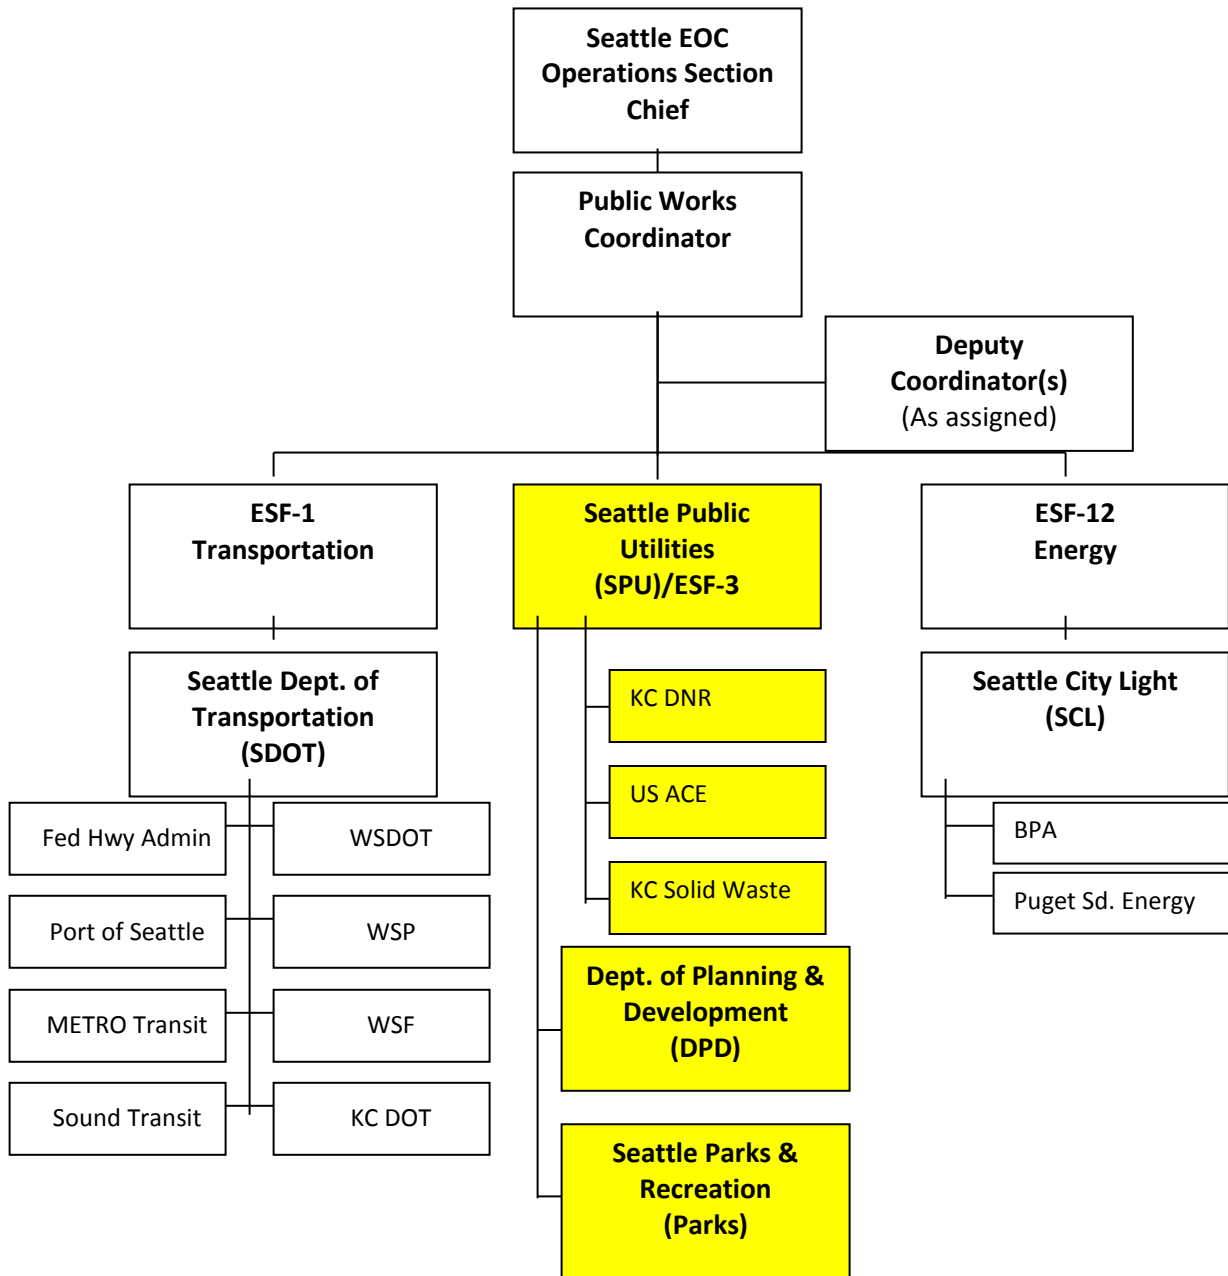 Seattle EOC
Operations Section
Chief
Public Works
Coordinator
Deputy
Coordinator(s)
(As assigned)
ESF-1
Transportation
Seattle Public
Utilities
(SPU)/ESF-3
ESF-12
Energy
Seattle Dept. of
Transportation
(SDOT)
Fed Hwy Admin
WSDOT
Port of Seattle
WSP
METRO Transit
WSF
Sound Transit
KC DOT
KC DNR
US ACE
KC Solid Waste
Dept. of Planning &
Development
(DPD)
Seattle Parks &
Recreation
(Parks)
Seattle City Light
(SCL)
BPA
Puget Sd. Energy